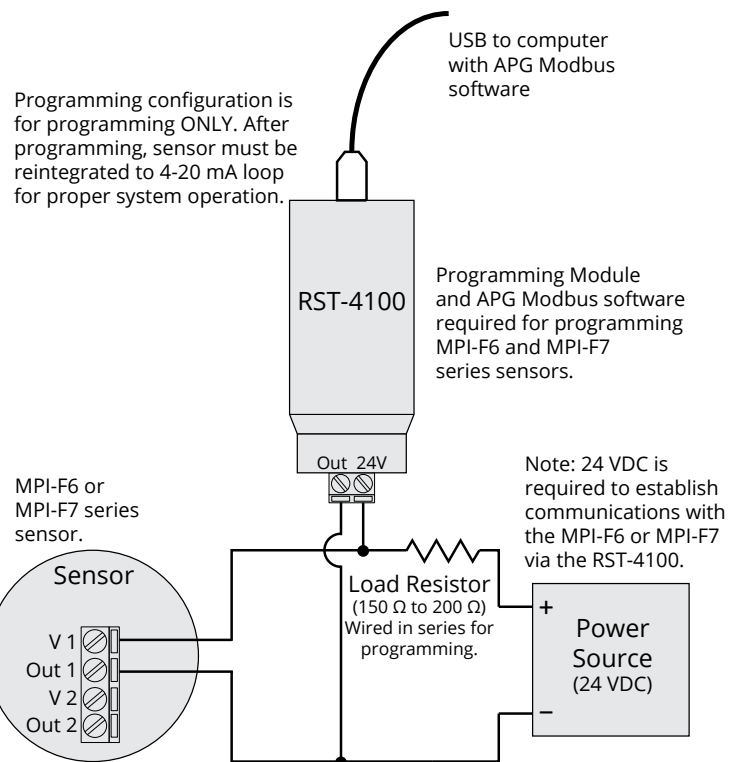 USB to computer
with APG Modbus
software
Programming configuration is
for programming ONLY. After
programming, sensor must be
reintegrated to 4-20 mA loop
for proper system operation.
RST-4100
Programming Module
and APG Modbus software
required for programming
MPI-F6 and MPI-F7
series sensors.
Out 24V
MPI-F6 or
MPI-F7 series
sensor.
Note: 24 VDC is
required to establish
communications with
the MPI-F6 or MPI-F7
via the RST-4100.
Sensor
V 1
Out 1
V 2
Out 2
Load Resistor
(150 Ω to 200 Ω)
Wired in series for
programming.
+
Power
Source
(24 VDC)
−